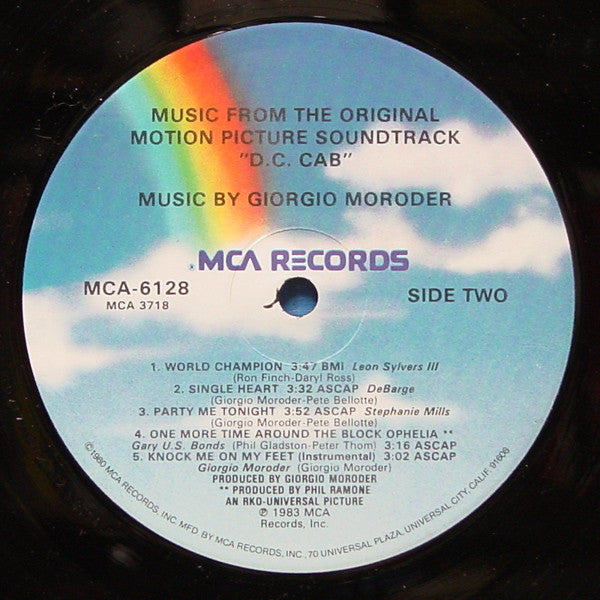 MUSIC FROM THE ORIGINAL
MOTION PICTURE SOUNDTRACK
"D.C. CAB"
MUSIC BY GIORGIO MORODER
®MCA RECORDS
MCA-6128
MCA 3718
SIDE TWO
1. WORLD CHAMPION 3:47 BMI Leon Sylvers III
(Ron Finch-Daryl Ross)
2. SINGLE HEART 3:32 ASCAP DeBarge
(Giorgio Moroder-Pete Bellotte)
3. PARTY ME TONIGHT 3:52 ASCAP Stephanie Mills
(Giorgio Moroder-Pete Bellotte)
4. ONE MORE TIME AROUND THE BLOCK OPHELIA **
Gary U.S. Bonds (Phil Gladston-Peter Thom) 3:16 ASCAP
5. KNOCK ME ON MY FEET (Instrumental) 3:02 ASCAP
Giorgio Moroder (Giorgio Moroder)
PRODUCED BY GIORGIO MORODER
** PRODUCED BY PHIL RAMONE
AN RKO-UNIVERSAL PICTURE
℗ 1983 MCA
Records, Inc.
©1980 MCA RECORDS, INC. MFD. BY MCA RECORDS, INC., 70 UNIVERSAL PLAZA, UNIVERSAL CITY, CALIF. 91608